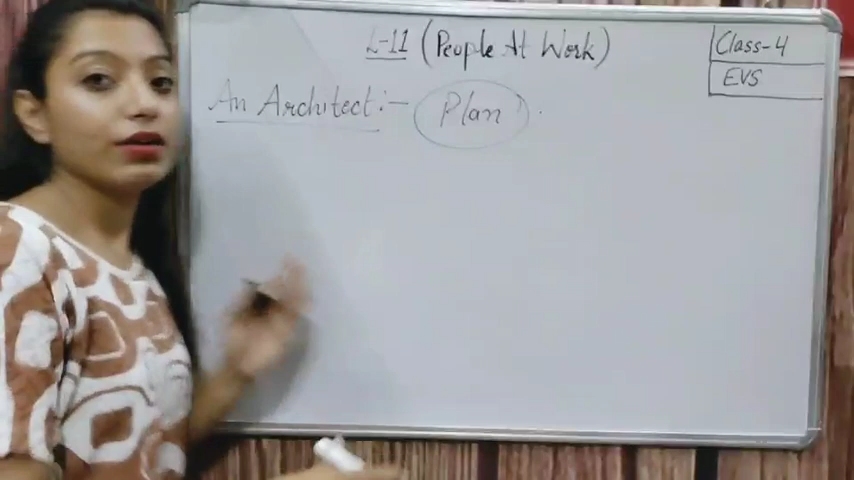 L-11 (People At Work)
Class-4
EVS
An Architect :- Plan